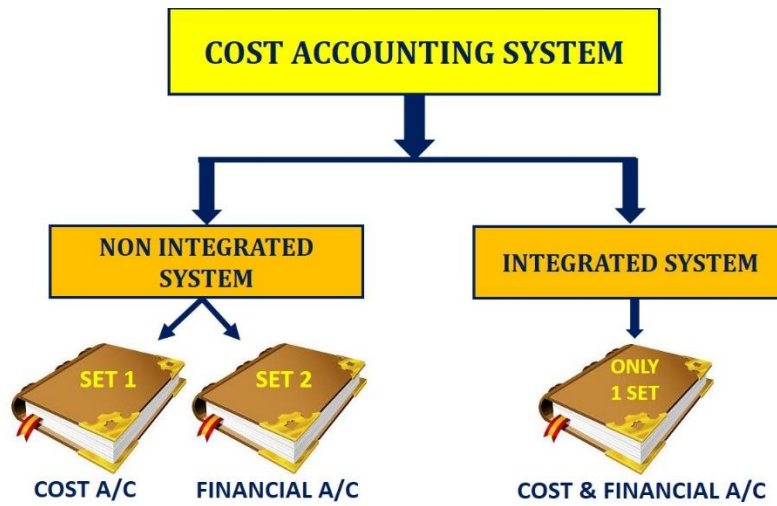 COST ACCOUNTING SYSTEM
NON INTEGRATED
SYSTEM
INTEGRATED SYSTEM
SET 1
SET 2
ONLY
1 SET
COST A/C
FINANCIAL A/C
COST & FINANCIAL A/C